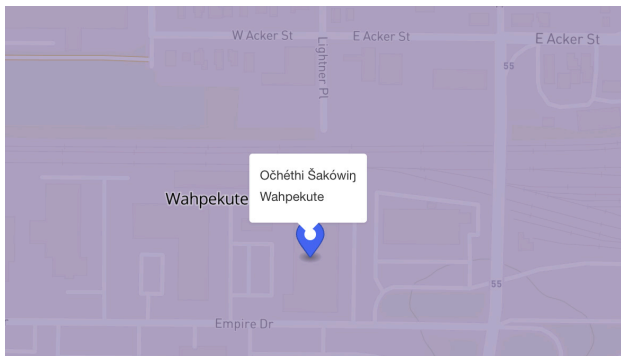 W Acker St
E Acker St
E Acker St
Lightner Pl
55
Očhéthi Šakówiŋ
Wahpekute
Wahpekute
55
Empire Dr